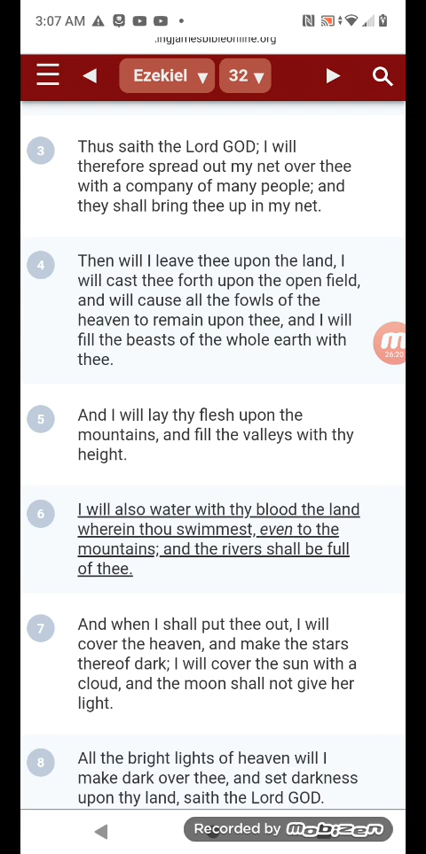 3:07 AM
.ingjamesbibleonline.org
Ezekiel ▼ 32 ▼
3 Thus saith the Lord GOD; I will
therefore spread out my net over thee
with a company of many people; and
they shall bring thee up in my net.
4 Then will I leave thee upon the land, I
will cast thee forth upon the open field,
and will cause all the fowls of the
heaven to remain upon thee, and I will
fill the beasts of the whole earth with
thee.
m
26:20
5 And I will lay thy flesh upon the
mountains, and fill the valleys with thy
height.
6 I will also water with thy blood the land
wherein thou swimmest, even to the
mountains; and the rivers shall be full
of thee.
7 And when I shall put thee out, I will
cover the heaven, and make the stars
thereof dark; I will cover the sun with a
cloud, and the moon shall not give her
light.
8 All the bright lights of heaven will I
make dark over thee, and set darkness
upon thy land, saith the Lord GOD.
Recorded by mobizen